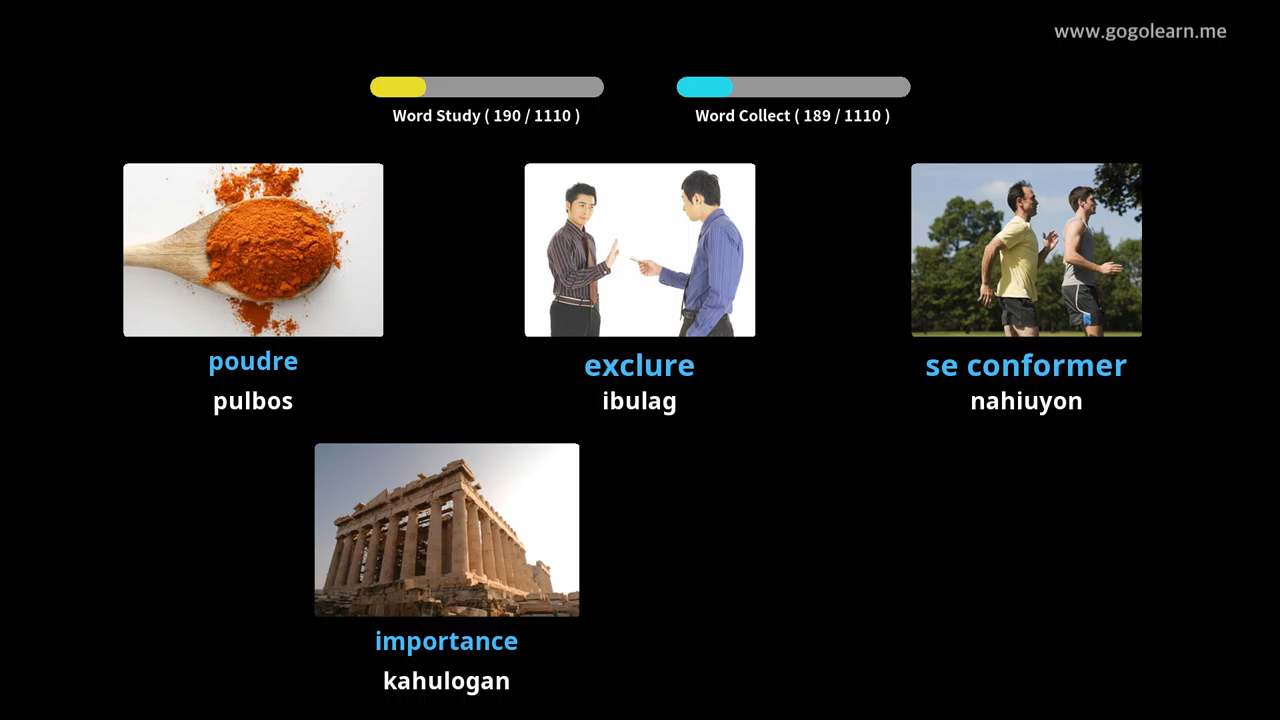 www.gogolearn.me
Word Study ( 190 / 1110 )
Word Collect ( 189 / 1110 )
poudre
pulbos
exclure
ibulag
se conformer
nahiuyon
importance
kahulogan